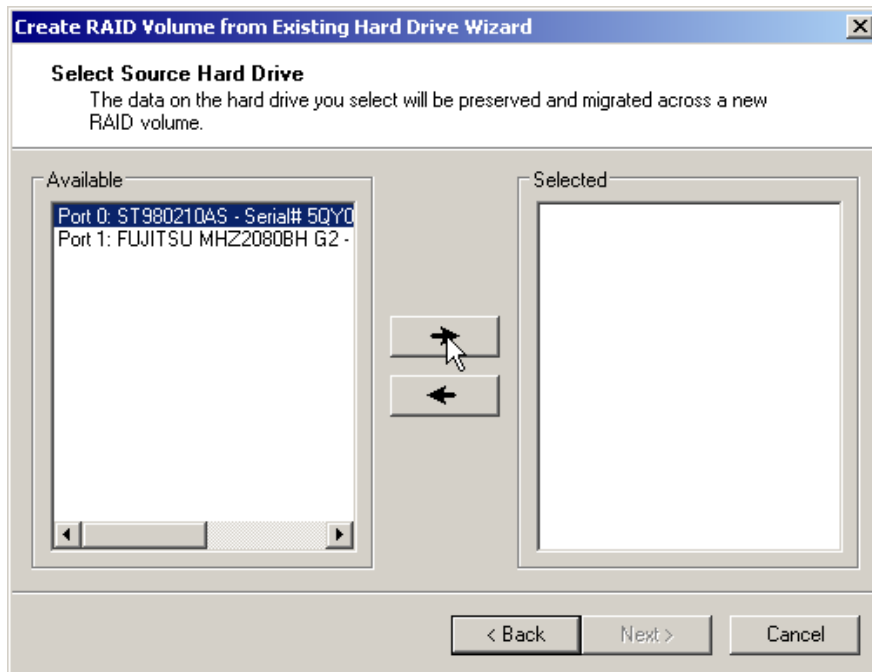 Create RAID Volume from Existing Hard Drive Wizard
Select Source Hard Drive
The data on the hard drive you select will be preserved and migrated across a new
RAID volume.
Available
Port 0: ST980210AS - Serial# 5QY0
Port 1: FUJITSU MHZ2080BH G2 -
Selected
< Back
Next >
Cancel